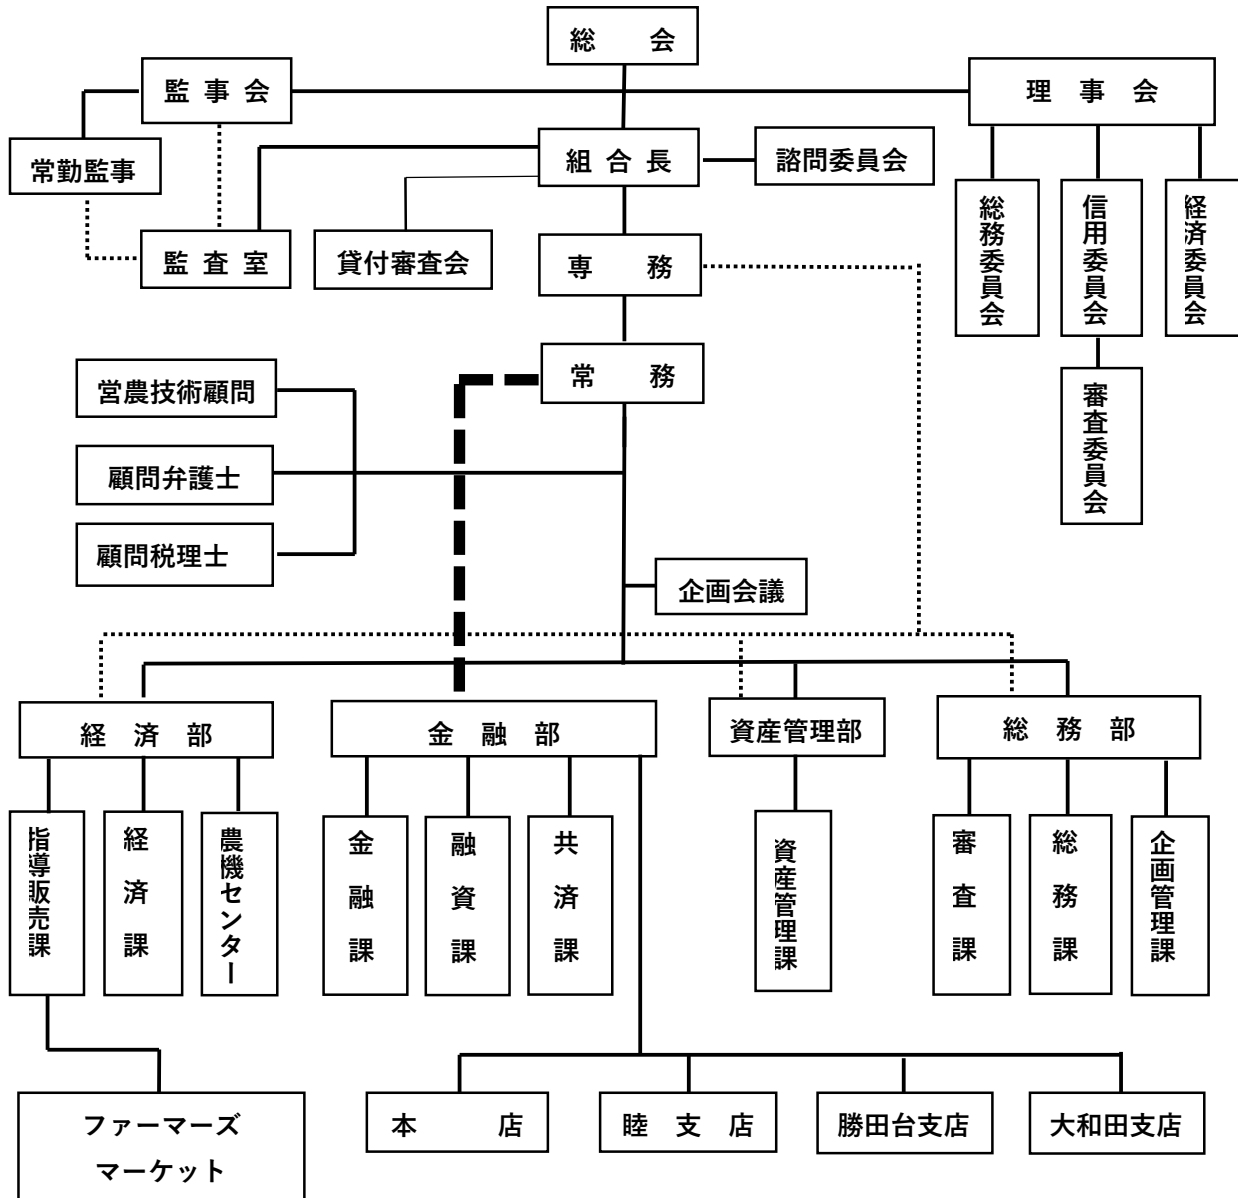 総会
監事会
理事会
常勤監事
組合長
諮問委員会
監査室
貸付審査会
専務
総務委員会
信用委員会
経済委員会
常務
営農技術顧問
審査委員会
顧問弁護士
顧問税理士
企画会議
経済部
金融部
資産管理部
総務部
指導販売課
経済課
農機センター
金融課
融資課
共済課
資産管理課
審査課
総務課
企画管理課
ファーマーズ
マーケット
本店
睦支店
勝田台支店
大和田支店